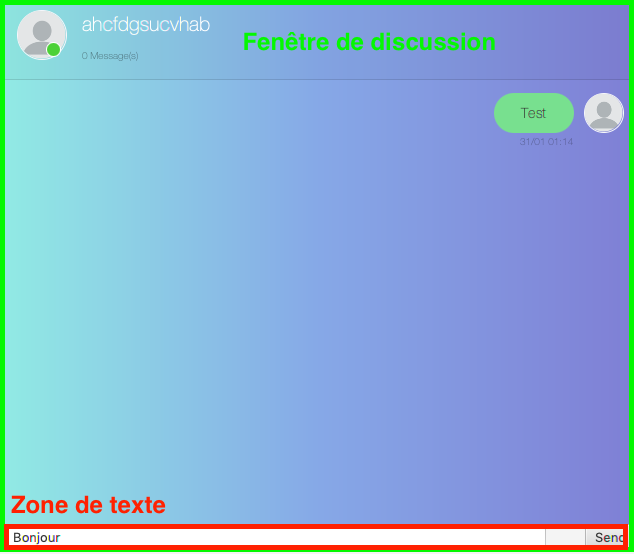 ahcfdgsucvhab
Fenêtre de discussion
0 Message(s)
Test
31/01 01:14
Zone de texte
Bonjour
Send